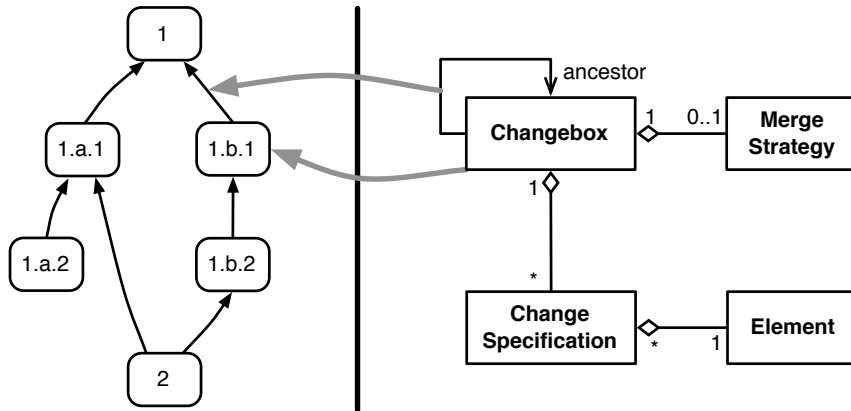 1
1.a.1
1.b.1
1.a.2
1.b.2
2
ancestor
Changebox
1
0..1
Merge
Strategy
1
*
Change
Specification
*
1
Element